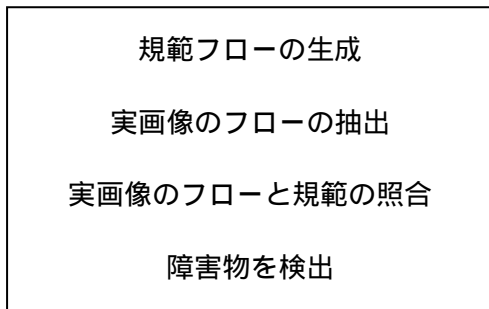 規範フローの生成
実画像のフローの抽出
実画像のフローと規範の照合
障害物を検出